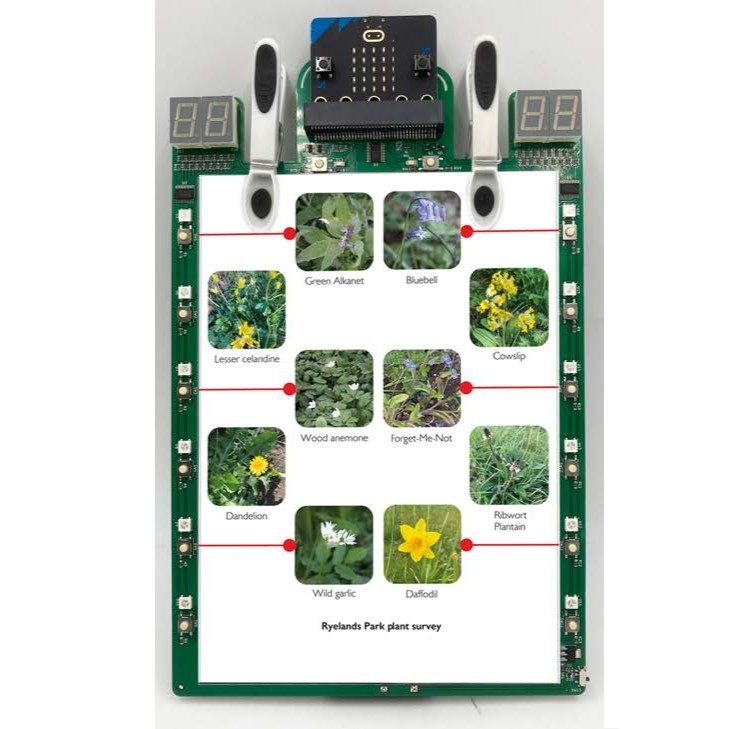 Green Alkanet
Bluebell
Lesser celandine
Cowslip
Wood anemone
Forget-Me-Not
Dandelion
Ribwort
Plantain
Wild garlic
Daffodil
Ryelands Park plant survey